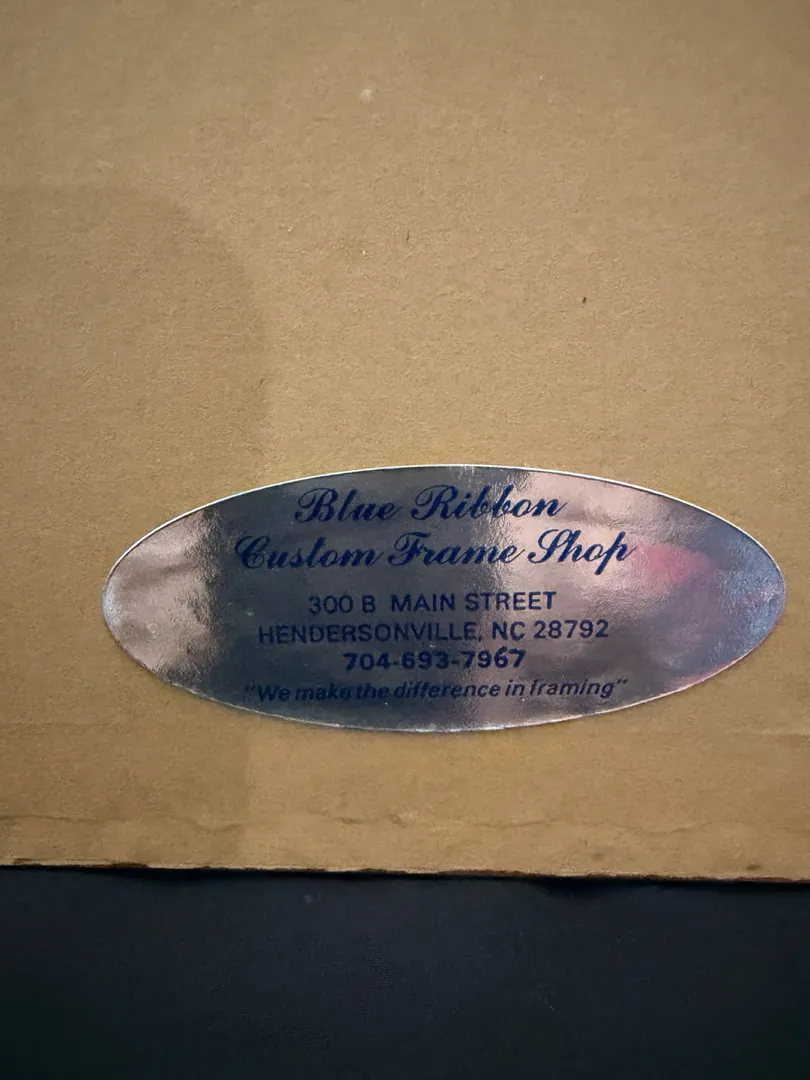 Blue Ribbon
Custom Frame Shop
300 B MAIN STREET
HENDERSONVILLE, NC 28792
704-693-7967
"We make the difference in framing"